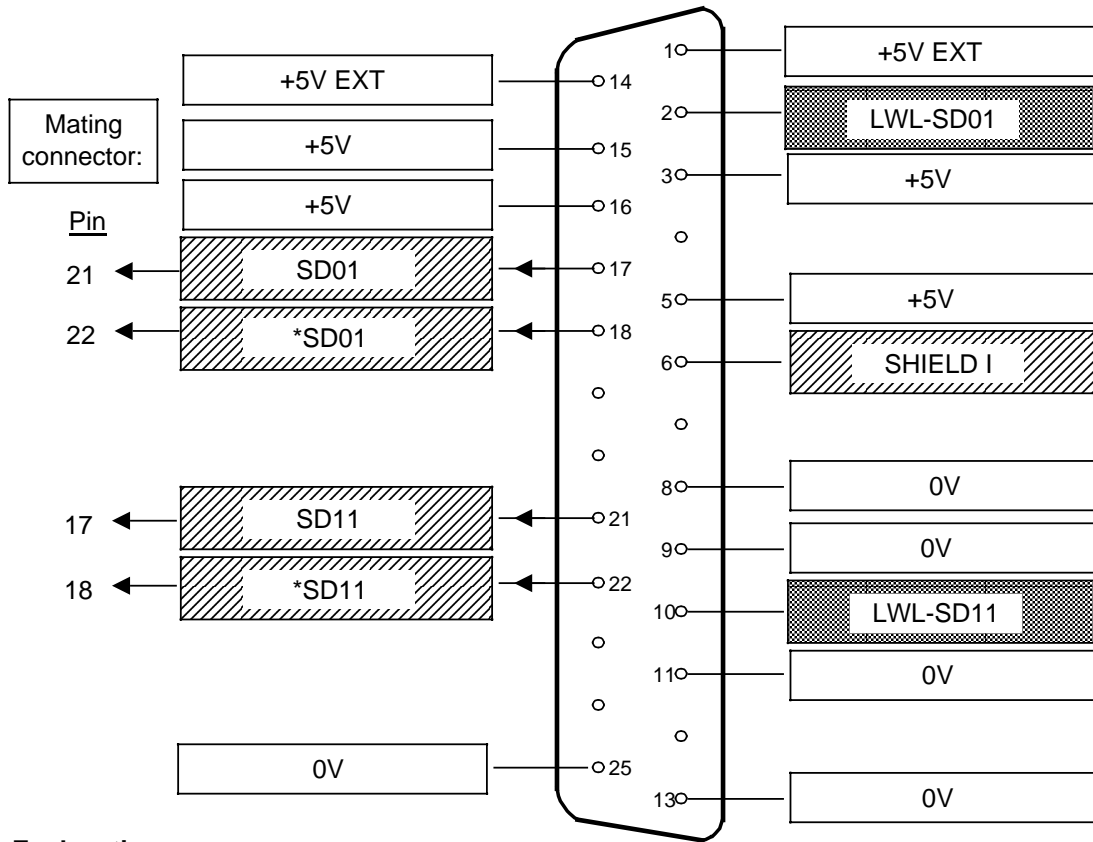 +5V EXT
14
1
+5V EXT
Mating
connector:
+5V
15
2
LWL-SD01
+5V
16
3
+5V
Pin
21
SD01
17
22
*SD01
18
5
+5V
6
SHIELD I
8
0V
17
SD11
21
9
0V
18
*SD11
22
10
LWL-SD11
11
0V
0V
25
13
0V